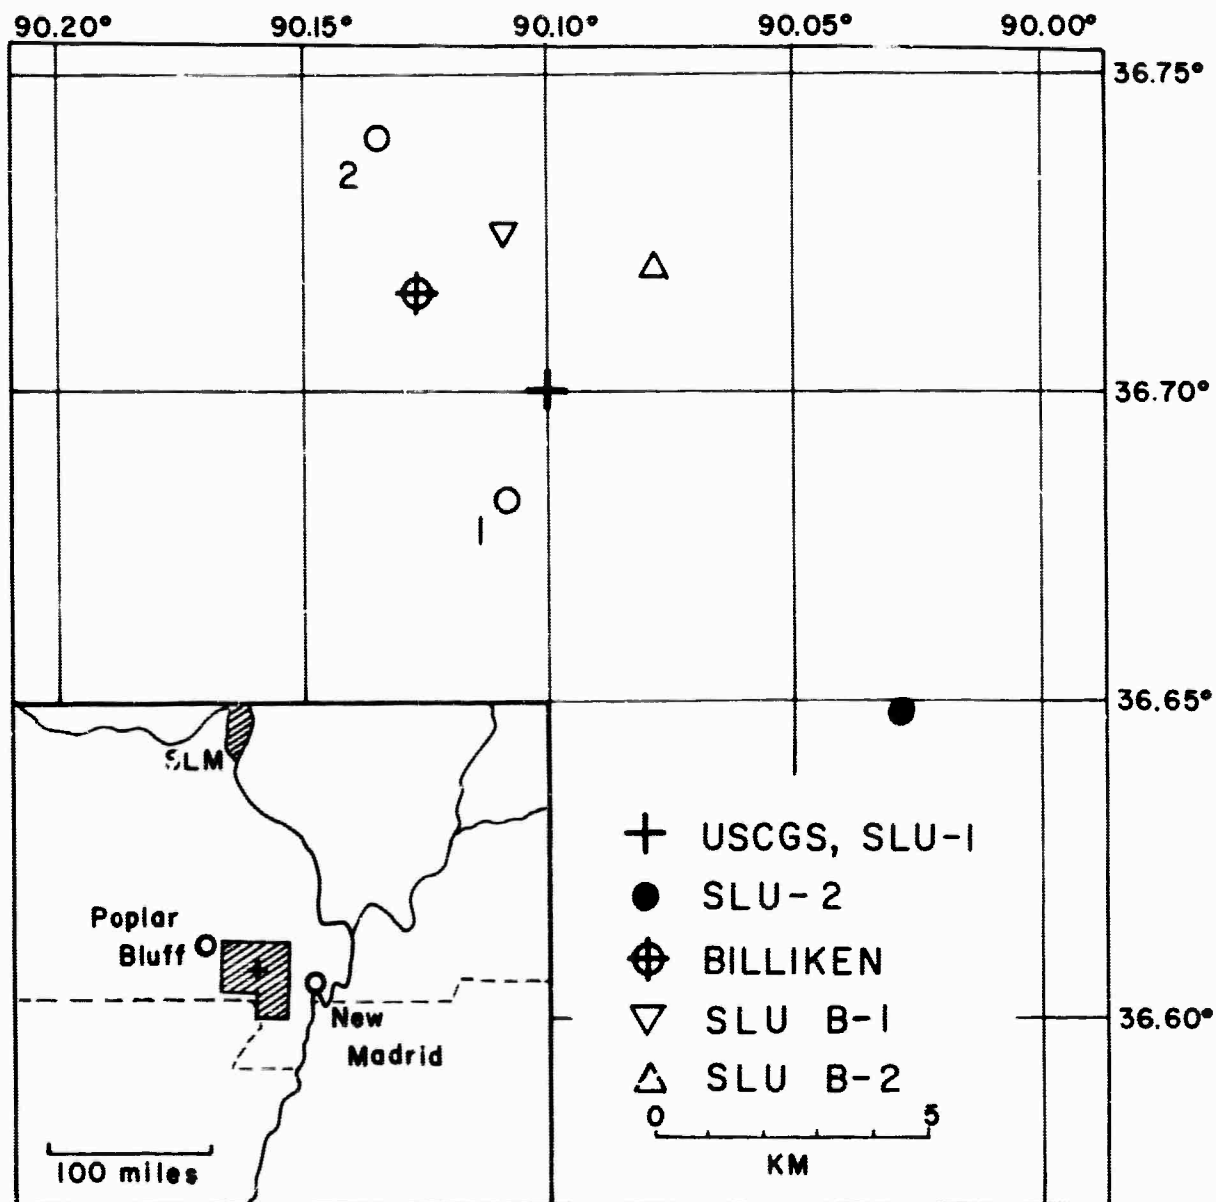 90.20° 90.15° 90.10° 90.05° 90.00°
36.75°
2
36.70°
1
36.65°
SLM
USCGS, SLU-1
SLU-2
Poplar
Bluff
BILLIKEN
New
Madrid
SLU B-1
36.60°
SLU B-2
0 5
KM
100 miles